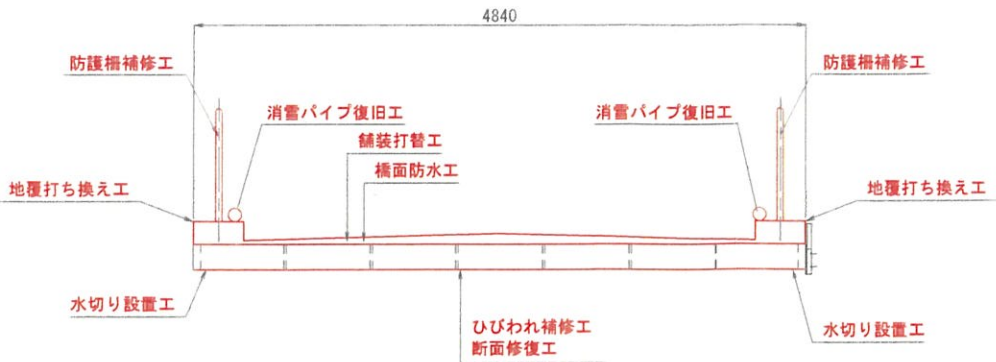 4840
防護柵補修工
防護柵補修工
消雪パイプ復旧工
消雪パイプ復旧工
舗装打替工
橋面防水工
地覆打ち換え工
地覆打ち換え工
水切り設置工
水切り設置工
ひびわれ補修工
断面修復工